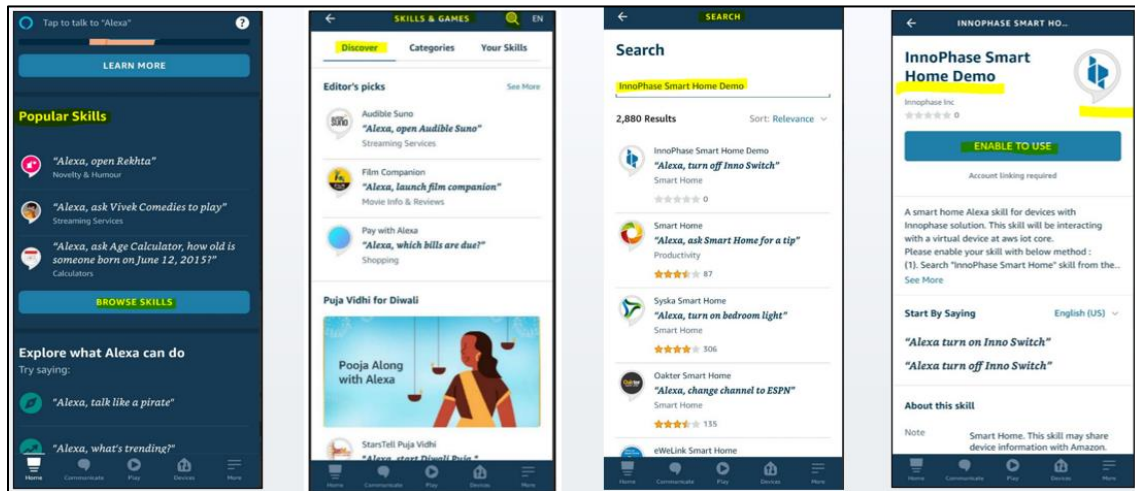 Tap to talk to "Alexa"
?
LEARN MORE
Popular Skills
"Alexa, open Rekhta"
Novelty & Humour
"Alexa, ask Vivek Comedies to play"
Streaming Services
"Alexa, ask Age Calculator, how old is
someone born on June 12, 2015?"
Calculators
BROWSE SKILLS
Explore what Alexa can do
Try saying:
"Alexa, talk like a pirate"
"Alexa, what's trending?"
Home
Communicate
Play
Devices
More
SKILLS & GAMES
EN
Discover
Categories
Your Skills
Editor's picks
See More
Audible Suno
"Alexa, open Audible Suno"
Streaming Services
Film Companion
"Alexa, launch film companion"
Movie Info & Reviews
Pay with Alexa
"Alexa, which bills are due?"
Shopping
Puja Vidhi for Diwali
Pooja Along
with Alexa
StarsTell Puja Vidhi
"Alexa, start Diwali Puja "
Home
Communicate
Play
Devices
More
SEARCH
Search
InnoPhase Smart Home Demo
2,880 Results
Sort: Relevance
InnoPhase Smart Home Demo
"Alexa, turn off Inno Switch"
Smart Home
0
Smart Home
"Alexa, ask Smart Home for a tip"
Productivity
87
Syska Smart Home
"Alexa, turn on bedroom light"
Smart Home
306
Oakter Smart Home
"Alexa, change channel to ESPN"
Smart Home
135
eWeLink Smart Home
Home
Communicate
Play
Devices
More
INNOPHASE SMART HO...
InnoPhase Smart
Home Demo
Innophase Inc
0
ENABLE TO USE
Account linking required
A smart home Alexa skill for devices with
Innophase solution. This skill will be interacting
with a virtual device at aws iot core.
Please enable your skill with below method :
(1). Search "InnoPhase Smart Home" skill from the...
See More
Start By Saying
English (US)
"Alexa turn on Inno Switch"
"Alexa turn off Inno Switch"
About this skill
Note
Smart Home. This skill may share
device information with Amazon.
Home
Communicate
Play
Devices
More